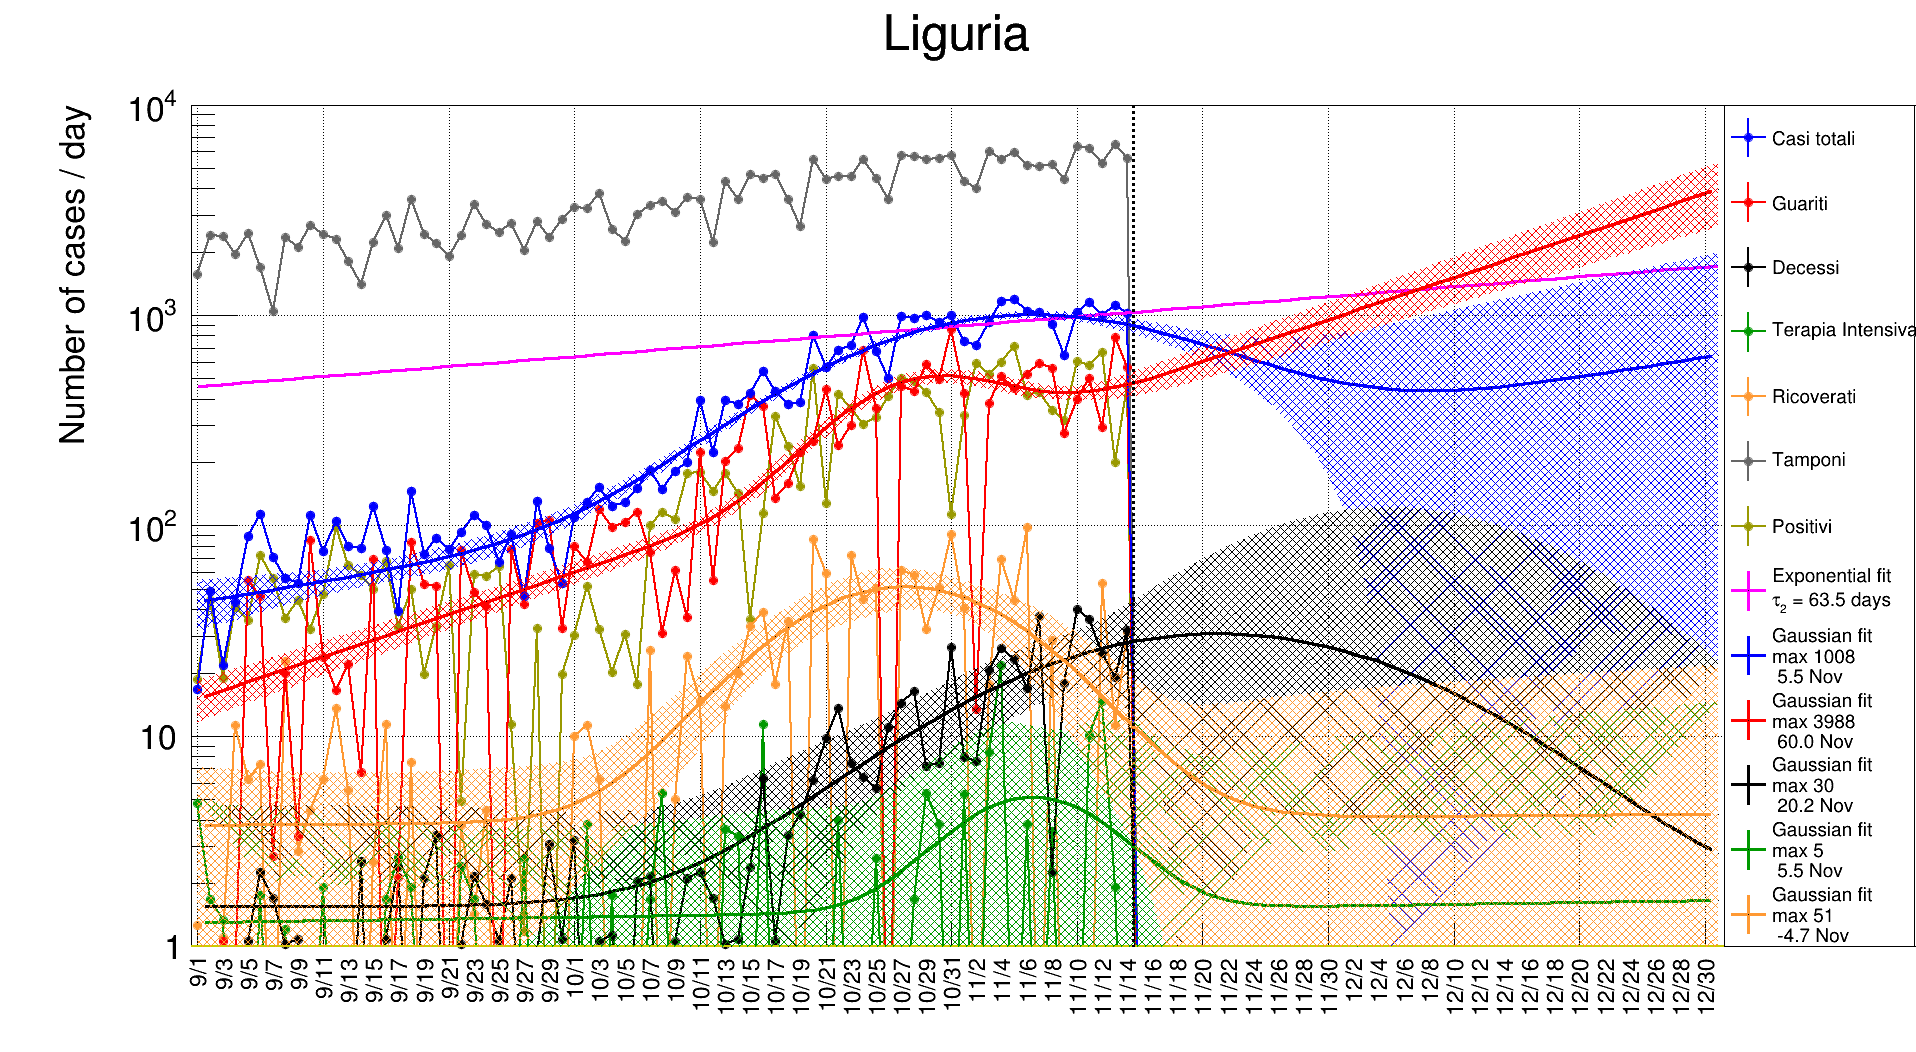 Liguria
Number of cases / day
10^4
10^3
10^2
10
1
9/1
9/3
9/5
9/7
9/9
9/11
9/13
9/15
9/17
9/19
9/21
9/23
9/25
9/27
9/29
10/1
10/3
10/5
10/7
10/9
10/11
10/13
10/15
10/17
10/19
10/21
10/23
10/25
10/27
10/29
10/31
11/2
11/4
11/6
11/8
11/10
11/12
11/14
11/16
11/18
11/20
11/22
11/24
11/26
11/28
11/30
12/2
12/4
12/6
12/8
12/10
12/12
12/14
12/16
12/18
12/20
12/22
12/24
12/26
12/28
12/30
Casi totali
Guariti
Decessi
Terapia Intensiva
Ricoverati
Tamponi
Positivi
Exponential fit
τ₂ = 63.5 days
Gaussian fit
max 1008
5.5 Nov
Gaussian fit
max 3988
60.0 Nov
Gaussian fit
max 30
20.2 Nov
Gaussian fit
max 5
5.5 Nov
Gaussian fit
max 51
-4.7 Nov